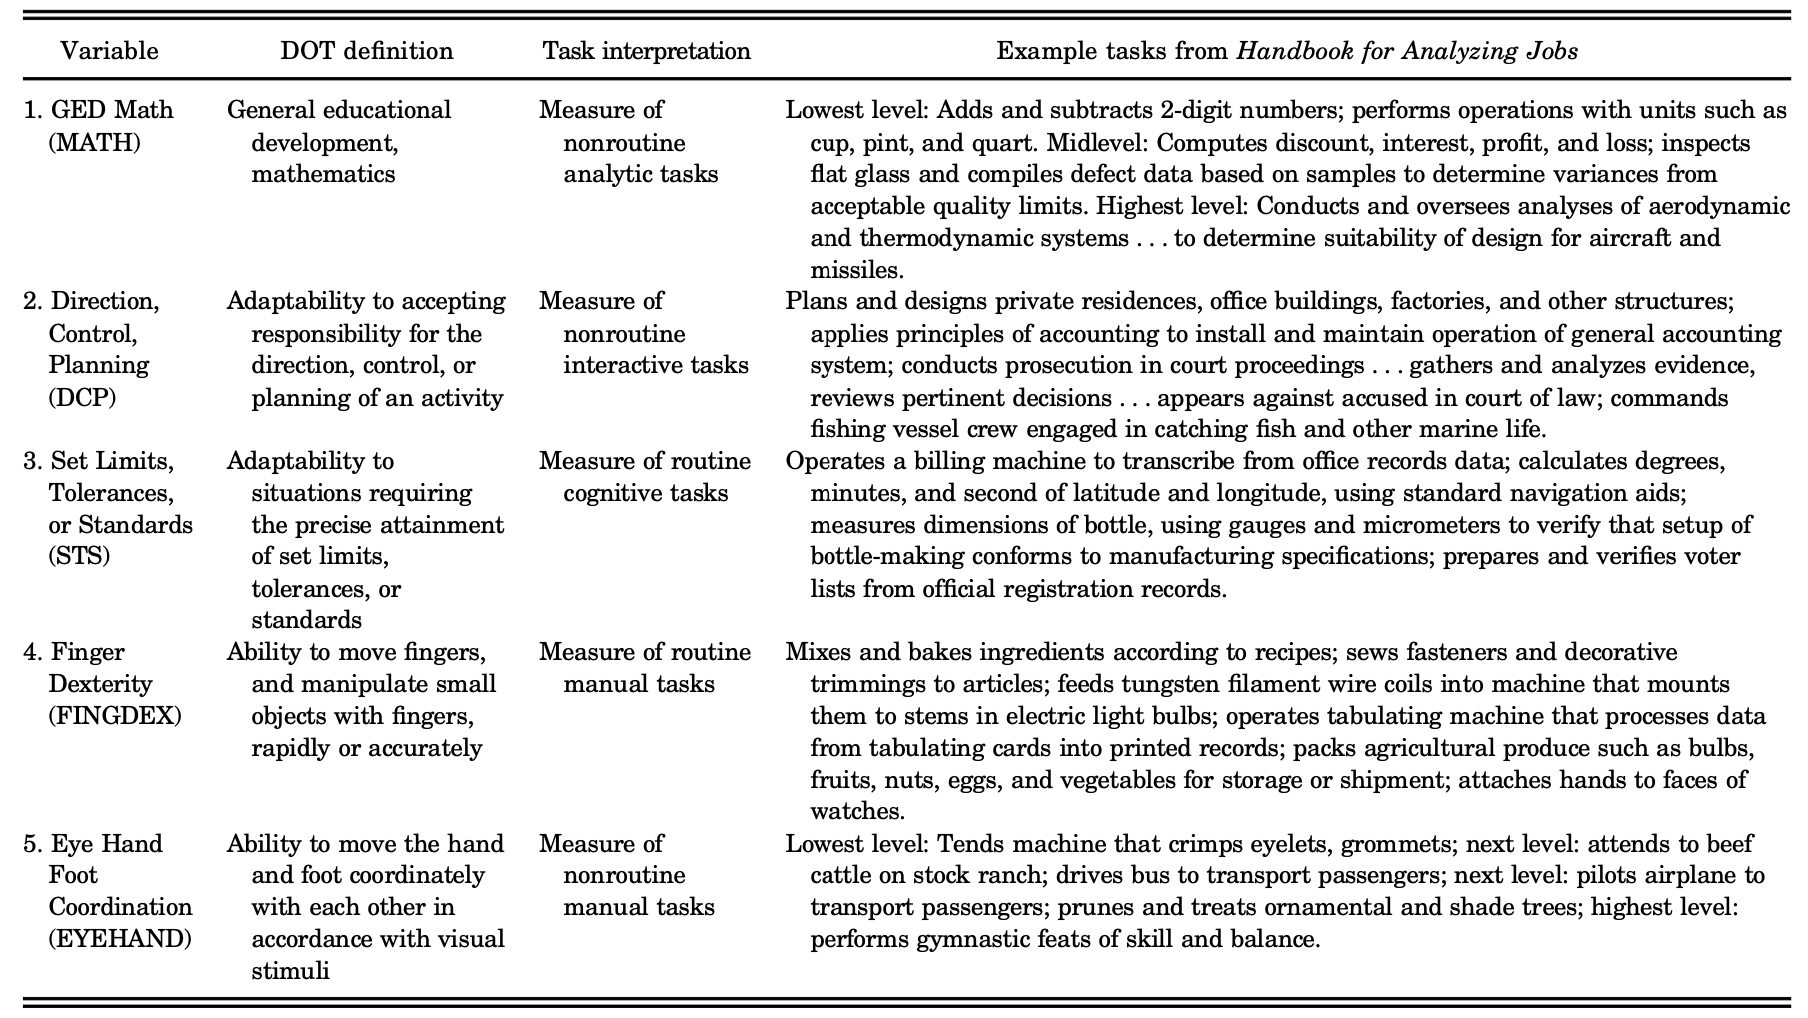 Variable DOT definition Task interpretation Example tasks from Handbook for Analyzing Jobs
1. GED Math (MATH)
General educational development, mathematics
Measure of nonroutine analytic tasks
Lowest level: Adds and subtracts 2-digit numbers; performs operations with units such as
cup, pint, and quart. Midlevel: Computes discount, interest, profit, and loss; inspects
flat glass and compiles defect data based on samples to determine variances from
acceptable quality limits. Highest level: Conducts and oversees analyses of aerodynamic
and thermodynamic systems . . . to determine suitability of design for aircraft and
missiles.
2. Direction,
Control,
Planning
(DCP)
Adaptability to accepting
responsibility for the
direction, control, or
planning of an activity
Measure of
nonroutine
interactive tasks
Plans and designs private residences, office buildings, factories, and other structures;
applies principles of accounting to install and maintain operation of general accounting
system; conducts prosecution in court proceedings . . . gathers and analyzes evidence,
reviews pertinent decisions . . . appears against accused in court of law; commands
fishing vessel crew engaged in catching fish and other marine life.
3. Set Limits,
Tolerances,
or Standards
(STS)
Adaptability to
situations requiring
the precise attainment
of set limits,
tolerances, or
standards
Measure of routine
cognitive tasks
Operates a billing machine to transcribe from office records data; calculates degrees,
minutes, and second of latitude and longitude, using standard navigation aids;
measures dimensions of bottle, using gauges and micrometers to verify that setup of
bottle-making conforms to manufacturing specifications; prepares and verifies voter
lists from official registration records.
4. Finger
Dexterity
(FINGDEX)
Ability to move fingers,
and manipulate small
objects with fingers,
rapidly or accurately
Measure of routine
manual tasks
Mixes and bakes ingredients according to recipes; sews fasteners and decorative
trimmings to articles; feeds tungsten filament wire coils into machine that mounts
them to stems in electric light bulbs; operates tabulating machine that processes data
from tabulating cards into printed records; packs agricultural produce such as bulbs,
fruits, nuts, eggs, and vegetables for storage or shipment; attaches hands to faces of
watches.
5. Eye Hand
Foot
Coordination
(EYEHAND)
Ability to move the hand
and foot coordinately
with each other in
accordance with visual
stimuli
Measure of
nonroutine
manual tasks
Lowest level: Tends machine that crimps eyelets, grommets; next level: attends to beef
cattle on stock ranch; drives bus to transport passengers; next level: pilots airplane to
transport passengers; prunes and treats ornamental and shade trees; highest level:
performs gymnastic feats of skill and balance.